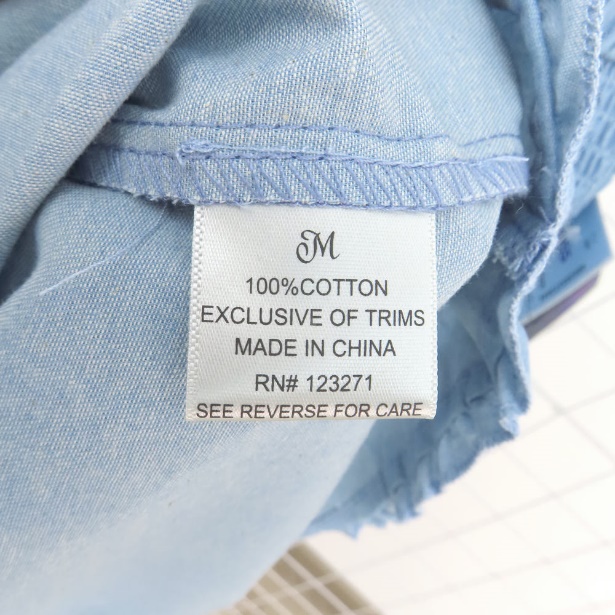 M
100%COTTON
EXCLUSIVE OF TRIMS
MADE IN CHINA
RN# 123271
SEE REVERSE FOR CARE